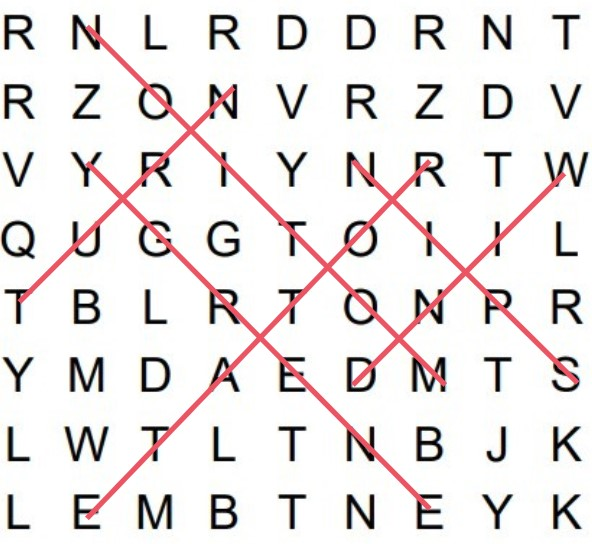 R N L R D D R N T
R Z O N V R Z D V
V Y R I Y N R T W
Q U G G T O I I L
T B L R T O N P R
Y M D A E D M T S
L W T L T N B J K
L E M B T N E Y K